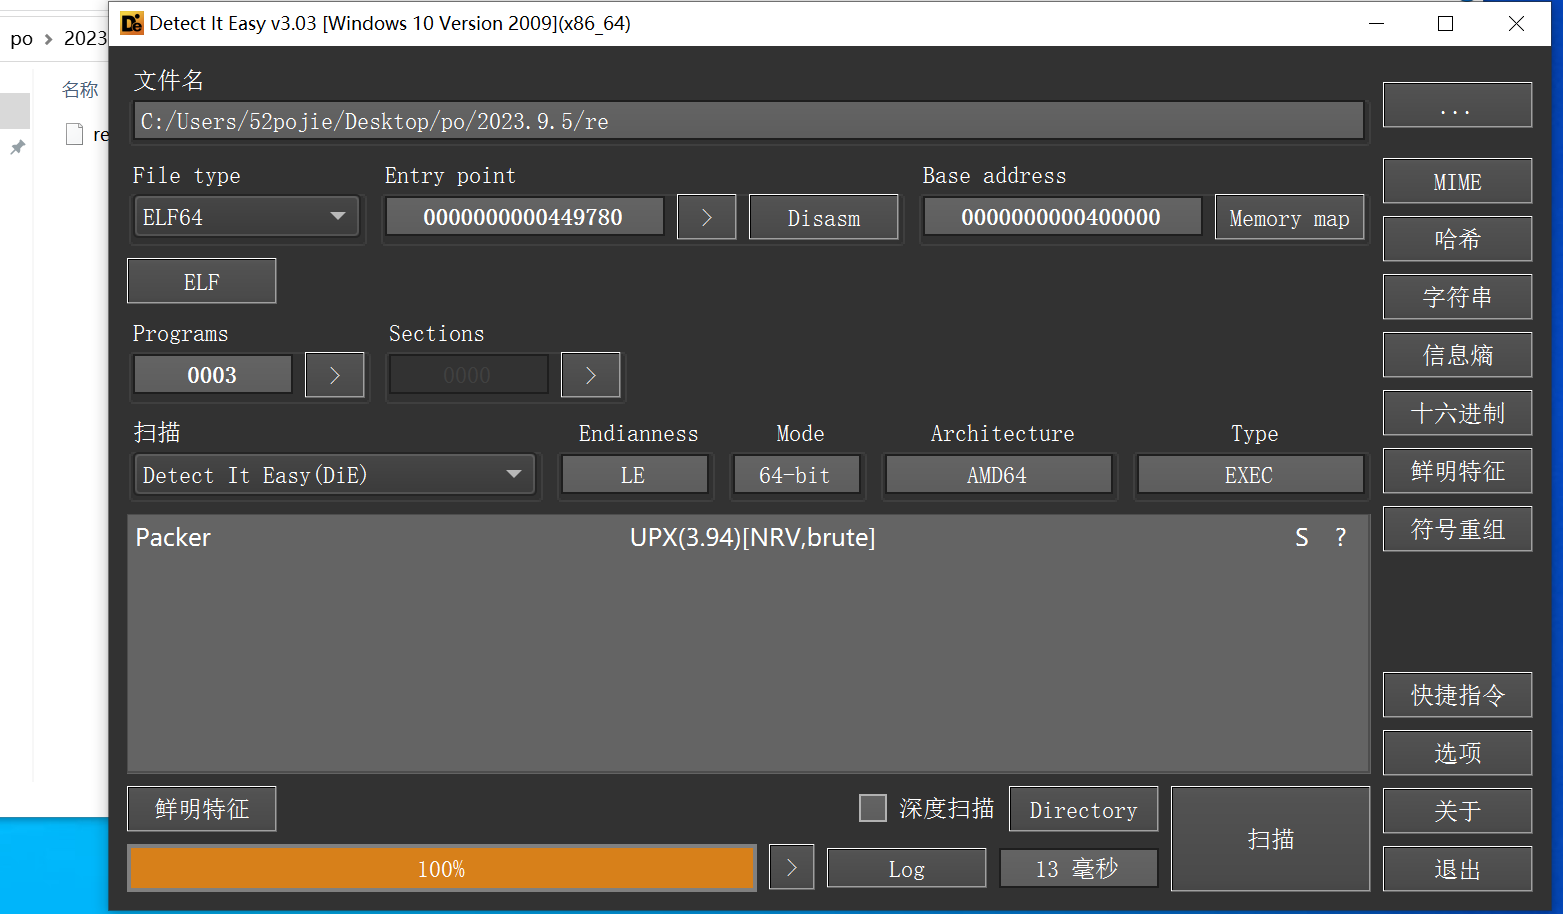 Detect It Easy v3.03 [Windows 10 Version 2009](x86_64)
po > 2023
名称
re
文件名
C:/Users/52pojie/Desktop/po/2023.9.5/re
...
File type
Entry point
Base address
ELF64
0000000000449780
>
Disasm
0000000000400000
Memory map
MIME
哈希
ELF
字符串
Programs
Sections
0003
>
0000
>
信息熵
十六进制
扫描
Endianness
Mode
Architecture
Type
Detect It Easy(DiE)
LE
64-bit
AMD64
EXEC
鲜明特征
符号重组
Packer
UPX(3.94)[NRV,brute]
S
?
快捷指令
选项
鲜明特征
深度扫描
Directory
扫描
关于
100%
>
Log
13 毫秒
退出